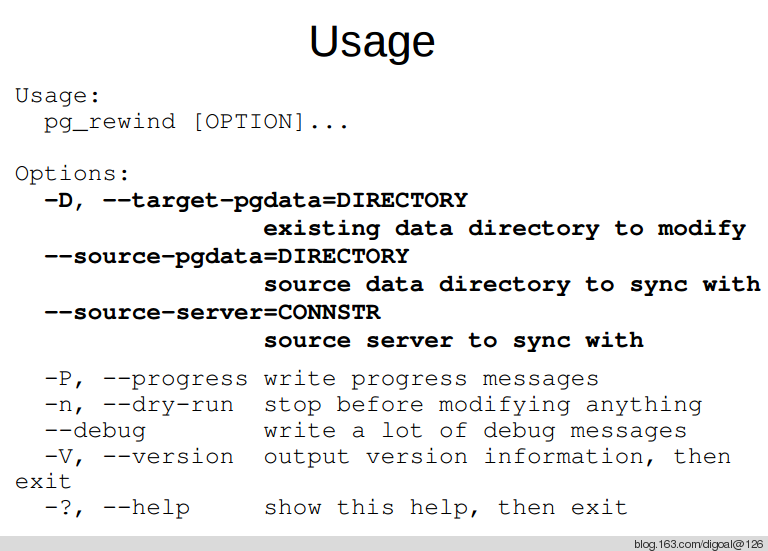 Usage
Usage:
pg_rewind [OPTION]...
Options:
-D, --target-pgdata=DIRECTORY
existing data directory to modify
--source-pgdata=DIRECTORY
source data directory to sync with
--source-server=CONNSTR
source server to sync with
-P, --progress write progress messages
-n, --dry-run stop before modifying anything
--debug write a lot of debug messages
-V, --version output version information, then
exit
-?, --help show this help, then exit
blog.163.com/digoal@126